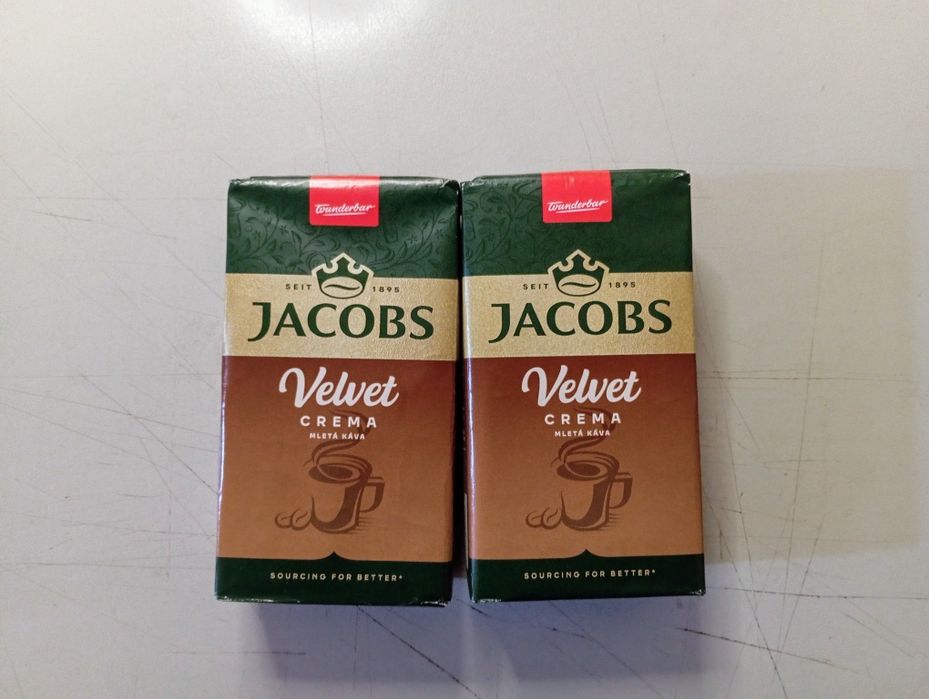 Wunderbar
SEIT 1895
JACOBS
Velvet
CREMA
MLETÁ KÁVA
SOURCING FOR BETTER*
Wunderbar
SEIT 1895
JACOBS
Velvet
CREMA
MLETÁ KÁVA
SOURCING FOR BETTER*